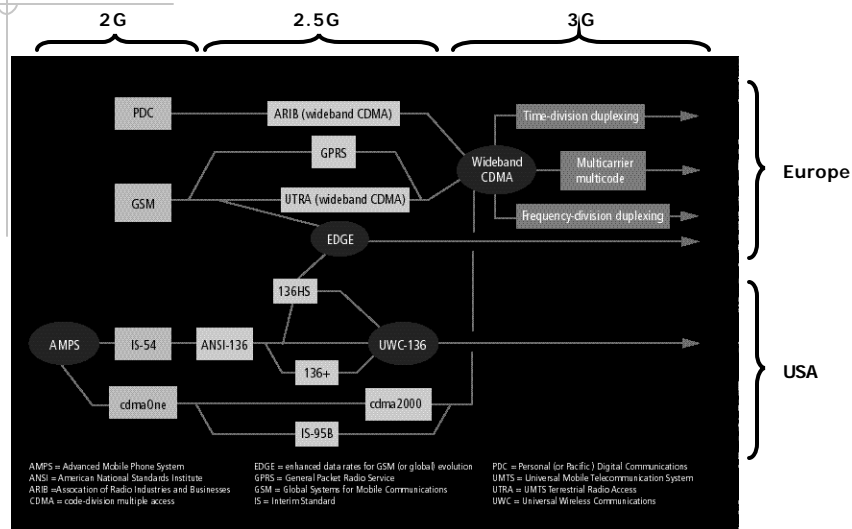 2G
2.5G
3G
PDC
ARIB (wideband CDMA)
Time-division duplexing
GPRS
Wideband
CDMA
Multicarrier
multicode
Europe
GSM
UTRA (wideband CDMA)
Frequency-division duplexing
EDGE
136HS
AMPS
IS-54
ANSI-136
UWC-136
136+
USA
cdmaOne
cdma2000
IS-95B
AMPS = Advanced Mobile Phone System
ANSI = American National Standards Institute
ARIB = Assocation of Radio Industries and Businesses
CDMA = code-division multiple access
EDGE = enhanced data rates for GSM (or global) evolution
GPRS = General Packet Radio Service
GSM = Global Systems for Mobile Communications
IS = Interim Standard
PDC = Personal (or Pacific) Digital Communications
UMTS = Universal Mobile Telecommunication System
UTRA = UMTS Terrestrial Radio Access
UWC = Universal Wireless Communications